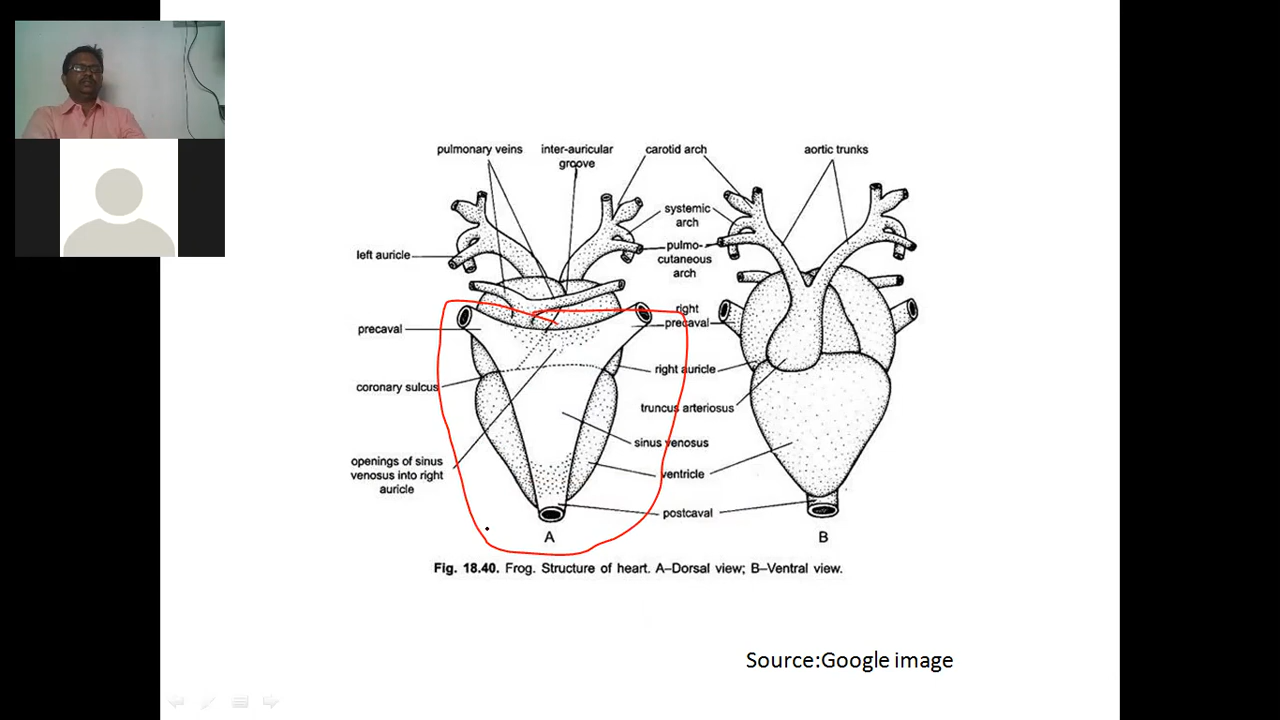 pulmonary veins
inter-auricular
groove
carotid arch
aortic trunks
systemic
arch
left auricle
pulmo-
cutaneous
arch
right
precaval
precaval
right auricle
coronary sulcus
truncus arteriosus
sinus venosus
openings of sinus
venosus into right
auricle
ventricle
postcaval
A
B
Fig. 18.40. Frog. Structure of heart. A–Dorsal view; B–Ventral view.
Source:Google image